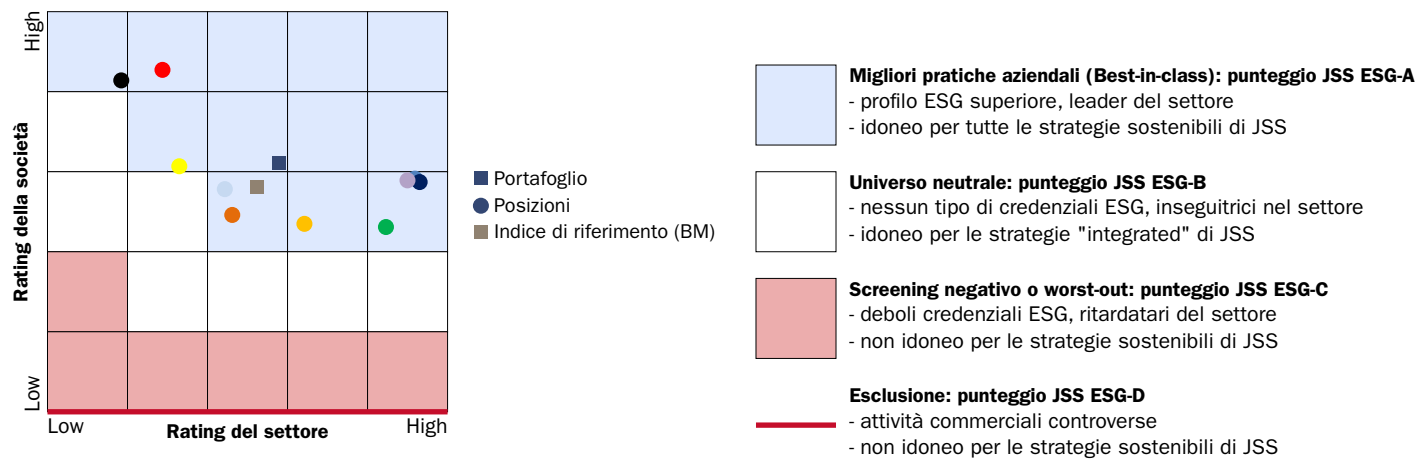 High
Rating della società
Low
Low
Rating del settore
High
Portafoglio
Posizioni
Indice di riferimento (BM)
Migliori pratiche aziendali (Best-in-class): punteggio JSS ESG-A
- profilo ESG superiore, leader del settore
- idoneo per tutte le strategie sostenibili di JSS
Universo neutrale: punteggio JSS ESG-B
- nessun tipo di credenziali ESG, inseguitrici nel settore
- idoneo per le strategie "integrated" di JSS
Screening negativo o worst-out: punteggio JSS ESG-C
- deboli credenziali ESG, ritardatari del settore
- non idoneo per le strategie sostenibili di JSS
Esclusione: punteggio JSS ESG-D
- attività commerciali controverse
- non idoneo per le strategie sostenibili di JSS